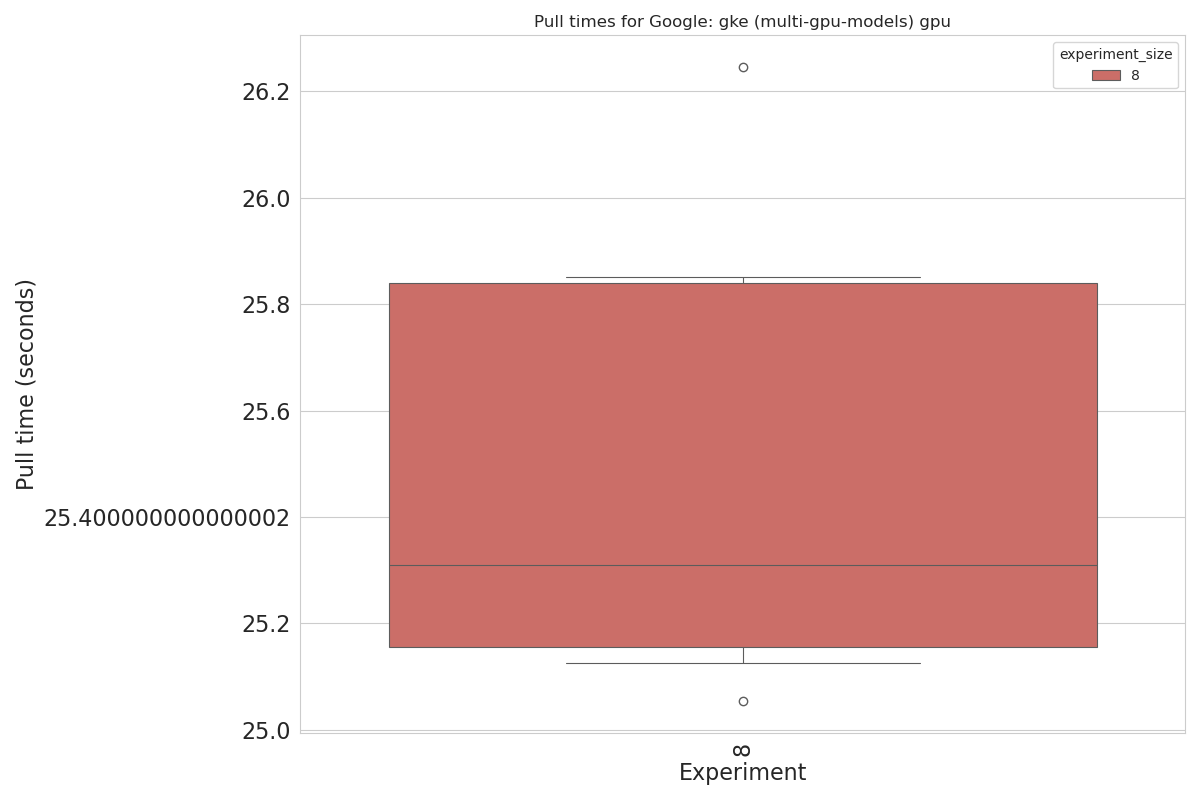 Pull times for Google: gke (multi-gpu-models) gpu
experiment_size
8
26.2
26.0
25.8
25.6
25.400000000000002
25.2
25.0
Pull time (seconds)
8
Experiment